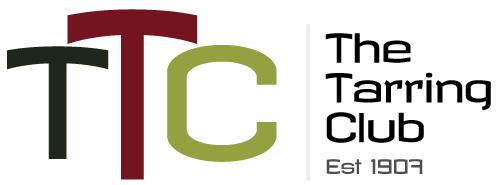 TTC
The
Tarring
Club
Est 1907